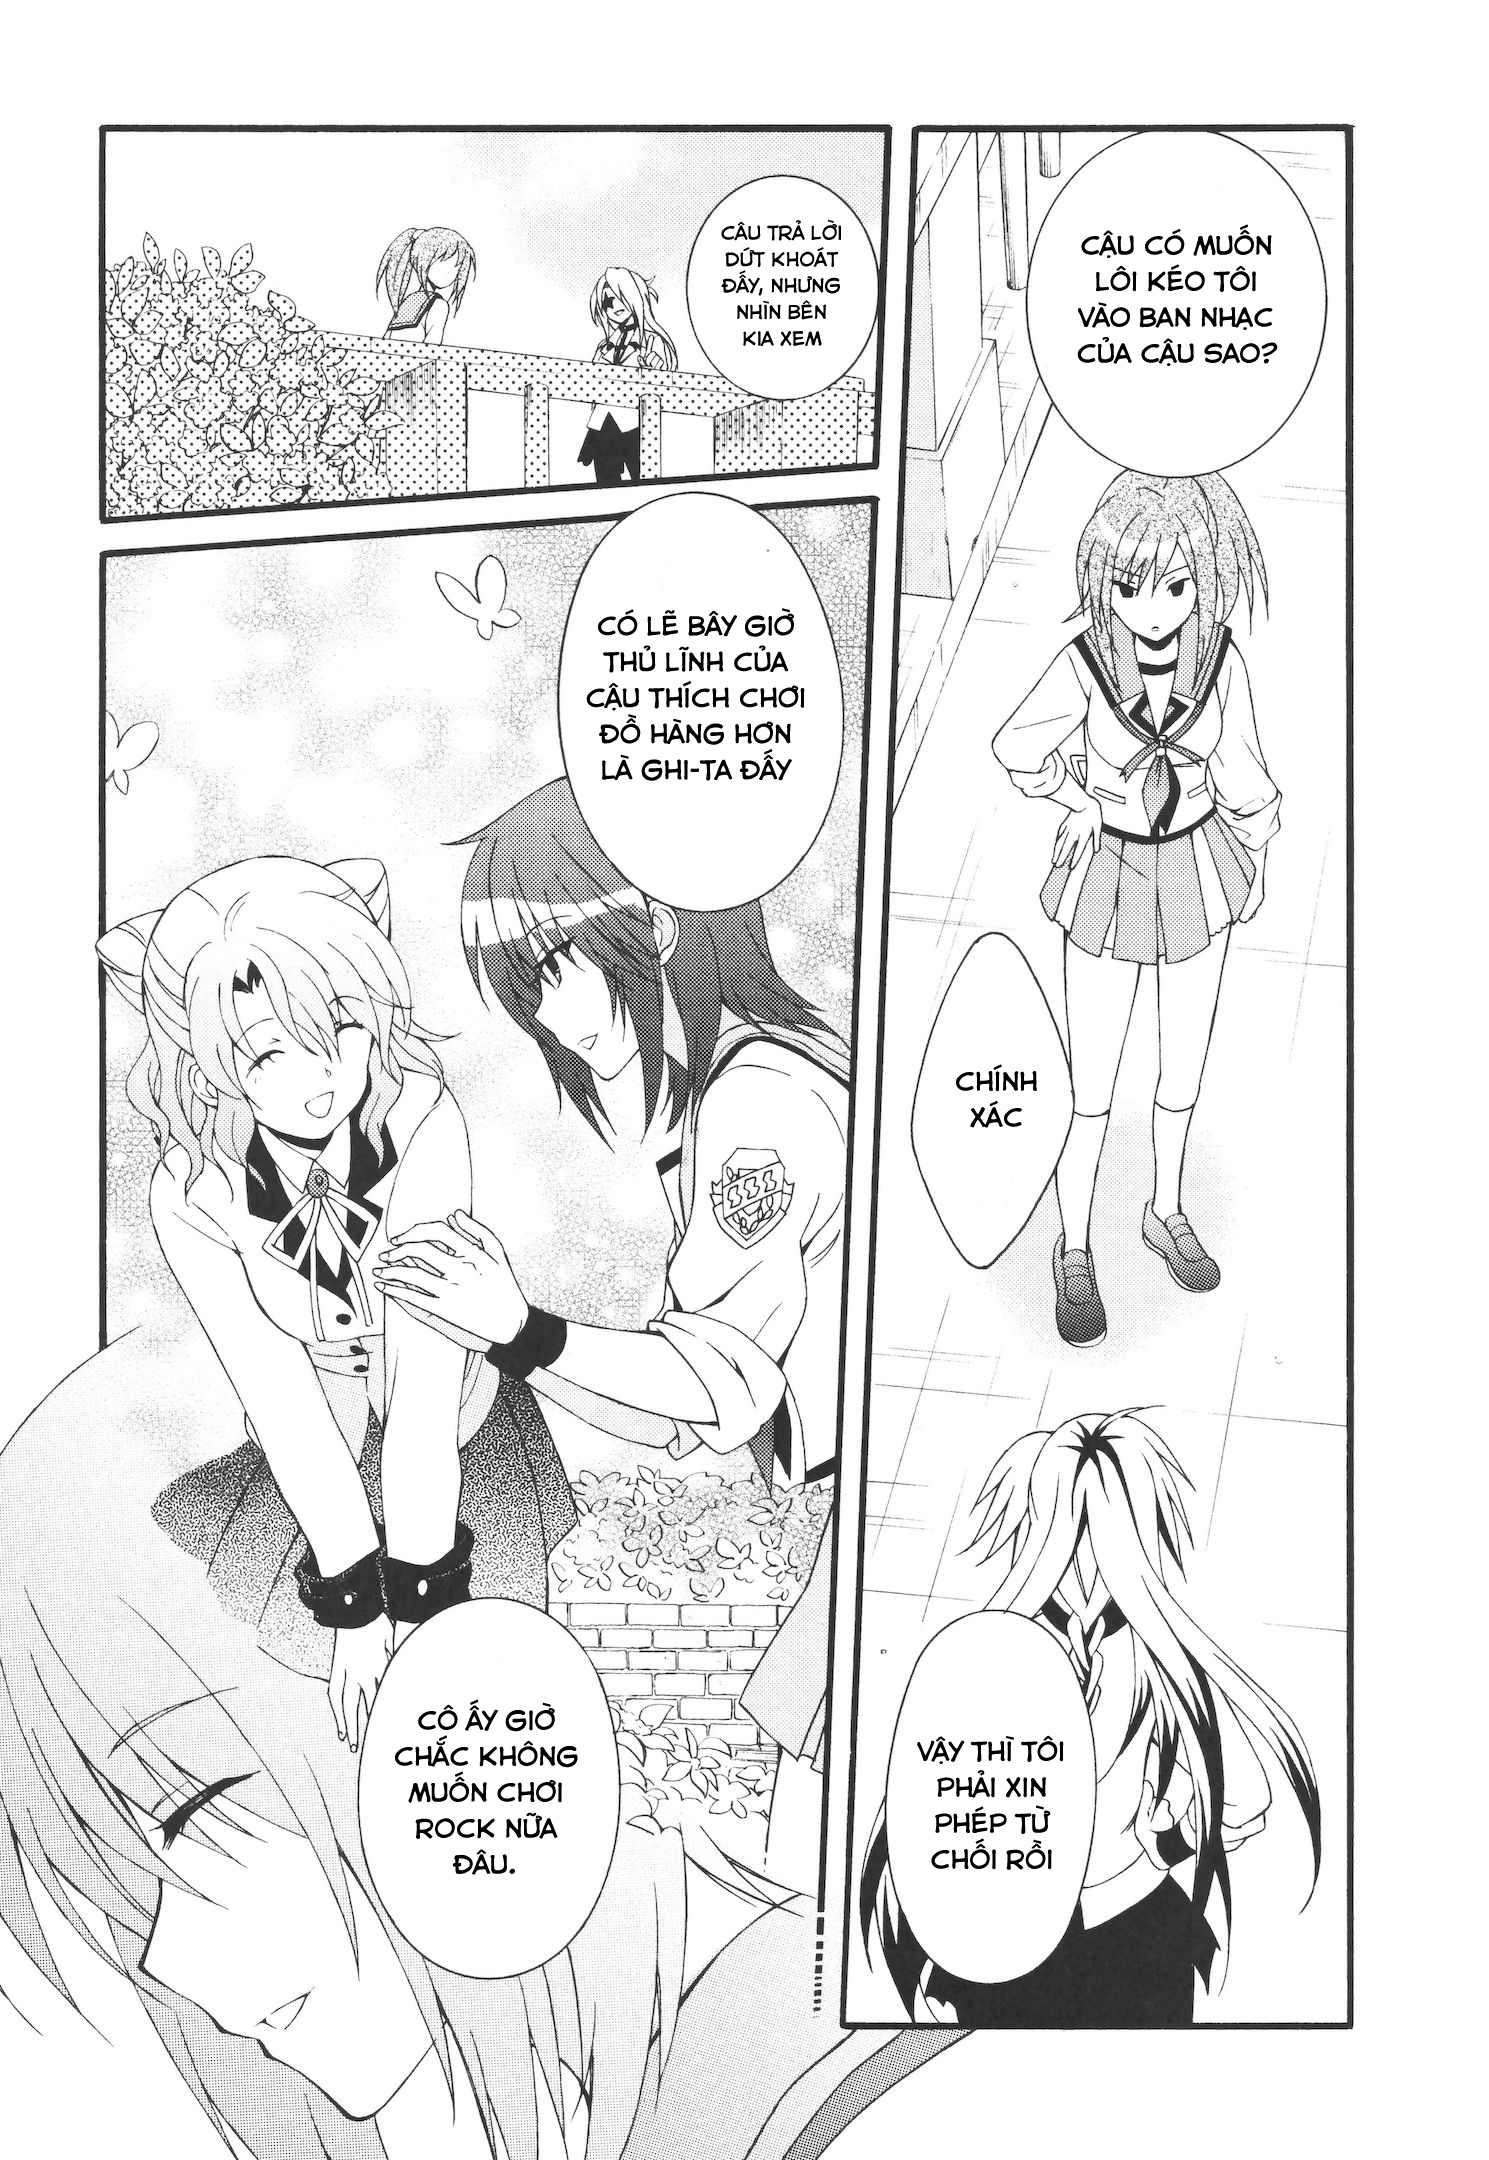 CẬU CÓ MUỐN
LÔI KÉO TÔI
VÀO BAN NHẠC
CỦA CẬU SAO?
CHÍNH
XÁC
VẬY THÌ TÔI
PHẢI XIN
PHÉP TỪ
CHỐI RỒI
CÂU TRẢ LỜI
DỨT KHOÁT
ĐẤY, NHƯNG
NHÌN BÊN
KIA XEM
CÓ LẼ BÂY GIỜ
THỦ LĨNH CỦA
CẬU THÍCH CHƠI
ĐỒ HÀNG HƠN
LÀ GHI-TA ĐẤY
CÔ ẤY GIỜ
CHẮC KHÔNG
MUỐN CHƠI
ROCK NỮA
ĐÂU.